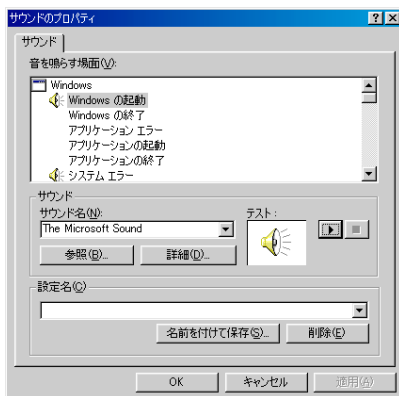 サウンドのプロパティ
サウンド
音を鳴らす場面(V):
Windows
Windows の起動
Windows の終了
アプリケーション エラー
アプリケーションの起動
アプリケーションの終了
システム エラー
サウンド
サウンド名(N):
テスト:
The Microsoft Sound
参照(B)...
詳細(D)...
設定名(C)
名前を付けて保存(S)...
削除(E)
OK
キャンセル
適用(A)